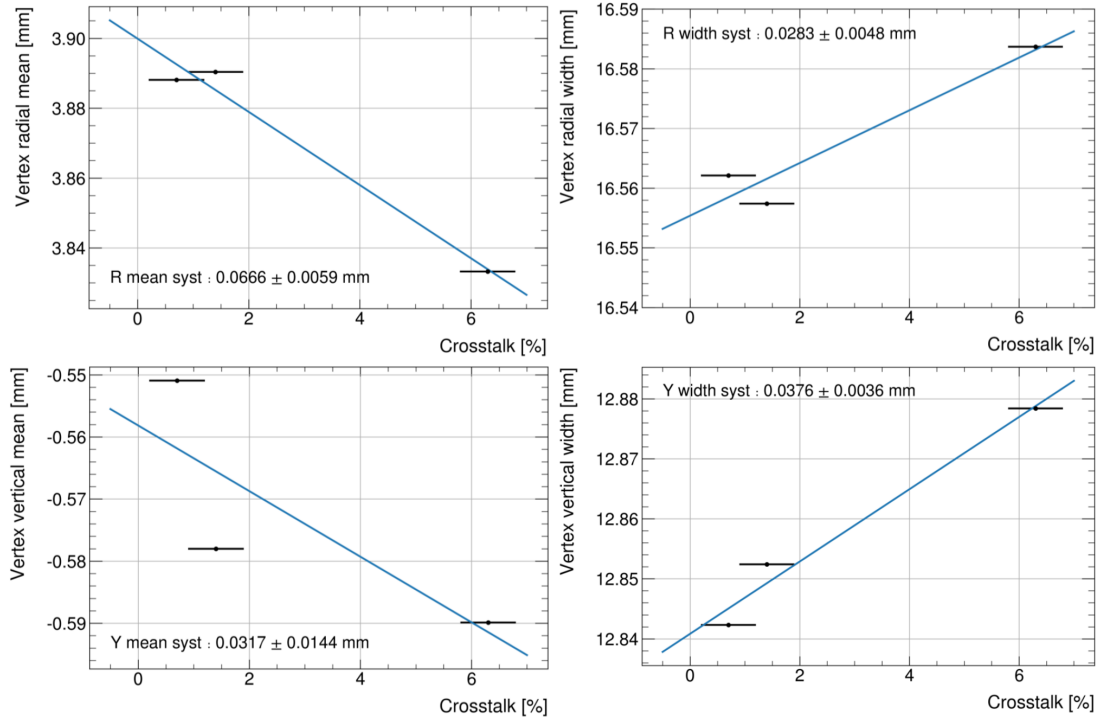 Vertex radial mean [mm]
3.90
3.88
3.86
3.84
R mean syst : 0.0666 ± 0.0059 mm
0 2 4 6
Crosstalk [%]
Vertex radial width [mm]
16.59
16.58
16.57
16.56
16.55
16.54
R width syst : 0.0283 ± 0.0048 mm
0 2 4 6
Crosstalk [%]
Vertex vertical mean [mm]
-0.55
-0.56
-0.57
-0.58
-0.59
Y mean syst : 0.0317 ± 0.0144 mm
0 2 4 6
Crosstalk [%]
Vertex vertical width [mm]
12.88
12.87
12.86
12.85
12.84
Y width syst : 0.0376 ± 0.0036 mm
0 2 4 6
Crosstalk [%]